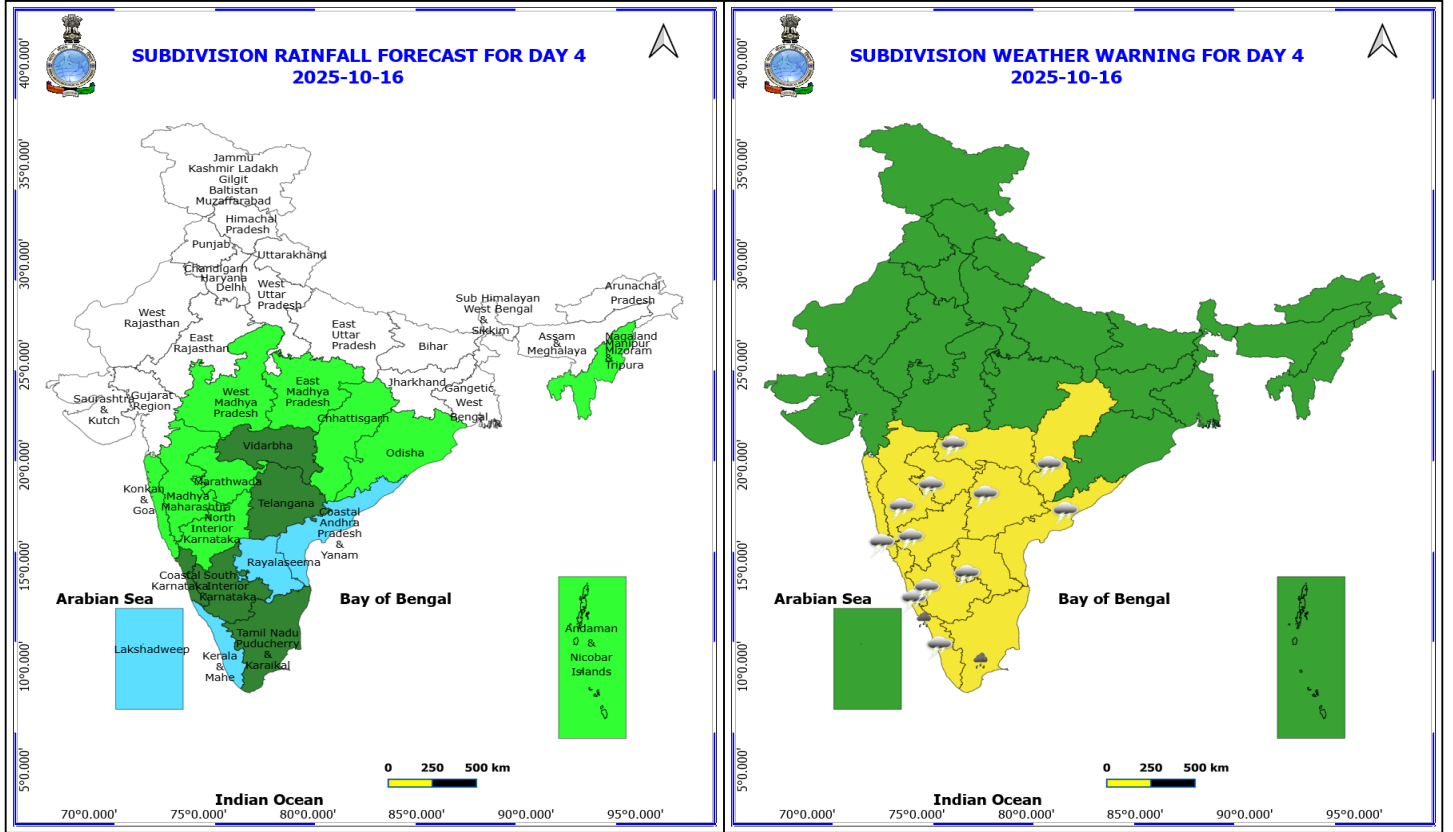 SUBDIVISION RAINFALL FORECAST FOR DAY 4
2025-10-16
40°0.000'
35°0.000'
30°0.000'
25°0.000'
20°0.000'
15°0.000'
10°0.000'
5°0.000'
Jammu
Kashmir Ladakh
Gilgit
Baltistan
Muzaffarabad
Himachal
Pradesh
Punjab
Uttarakhand
Chandigarh
Haryana
Delhi
West
Uttar
Pradesh
Arunachal
Pradesh
Sub Himalayan
West Bengal
&
Sikkim
West
Rajasthan
East
Rajasthan
East
Uttar
Pradesh
Bihar
Assam
&
Meghalaya
Nagaland
Manipur
Mizoram
&
Tripura
Saurashtra
&
Kutch
Gujarat
Region
West
Madhya
Pradesh
East
Madhya
Pradesh
Jharkhand
Gangetic
West
Bengal
Chhattisgarh
Vidarbha
Odisha
Konkan
&
Goa
Marathwada
Madhya
Maharashtra
Telangana
North
Interior
Karnataka
Coastal
Andhra
Pradesh
&
Yanam
Rayalaseema
Coastal
Karnataka
South
Interior
Karnataka
Arabian Sea
Bay of Bengal
Lakshadweep
Kerala
&
Mahe
Tamil Nadu
Puducherry
&
Karaikal
Andaman
&
Nicobar
Islands
0 250 500 km
Indian Ocean
70°0.000' 75°0.000' 80°0.000' 85°0.000' 90°0.000' 95°0.000'
SUBDIVISION WEATHER WARNING FOR DAY 4
2025-10-16
40°0.000'
35°0.000'
30°0.000'
25°0.000'
20°0.000'
15°0.000'
10°0.000'
5°0.000'
Arabian Sea
Bay of Bengal
0 250 500 km
Indian Ocean
70°0.000' 75°0.000' 80°0.000' 85°0.000' 90°0.000' 95°0.000'